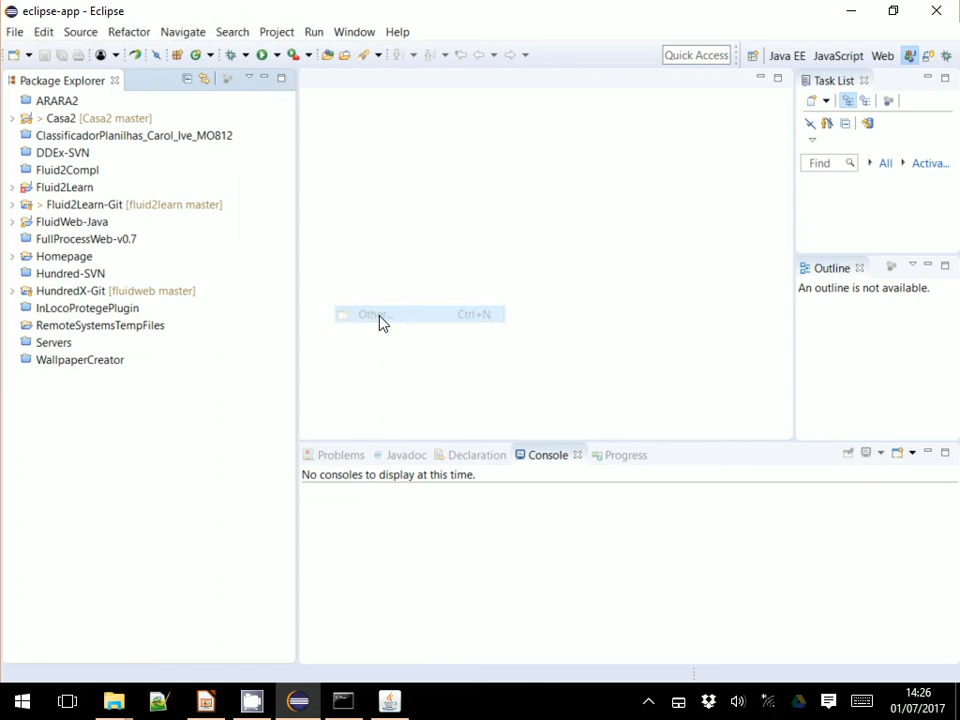 eclipse-app - Eclipse
File Edit Source Refactor Navigate Search Project Run Window Help
Quick Access
Java EE JavaScript Web
Package Explorer
ARARA2
> Casa2 [Casa2 master]
ClassificadorPlanilhas_Carol_Ive_MO812
DDEx-SVN
Fluid2Compl
Fluid2Learn
> Fluid2Learn-Git [fluid2learn master]
FluidWeb-Java
FullProcessWeb-v0.7
Homepage
Hundred-SVN
HundredX-Git [fluidweb master]
InLocoProtegePlugin
RemoteSystemsTempFiles
Servers
WallpaperCreator
Other... Ctrl+N
Task List
Find All Activa...
Outline
An outline is not available.
Problems Javadoc Declaration Console Progress
No consoles to display at this time.
14:26
01/07/2017